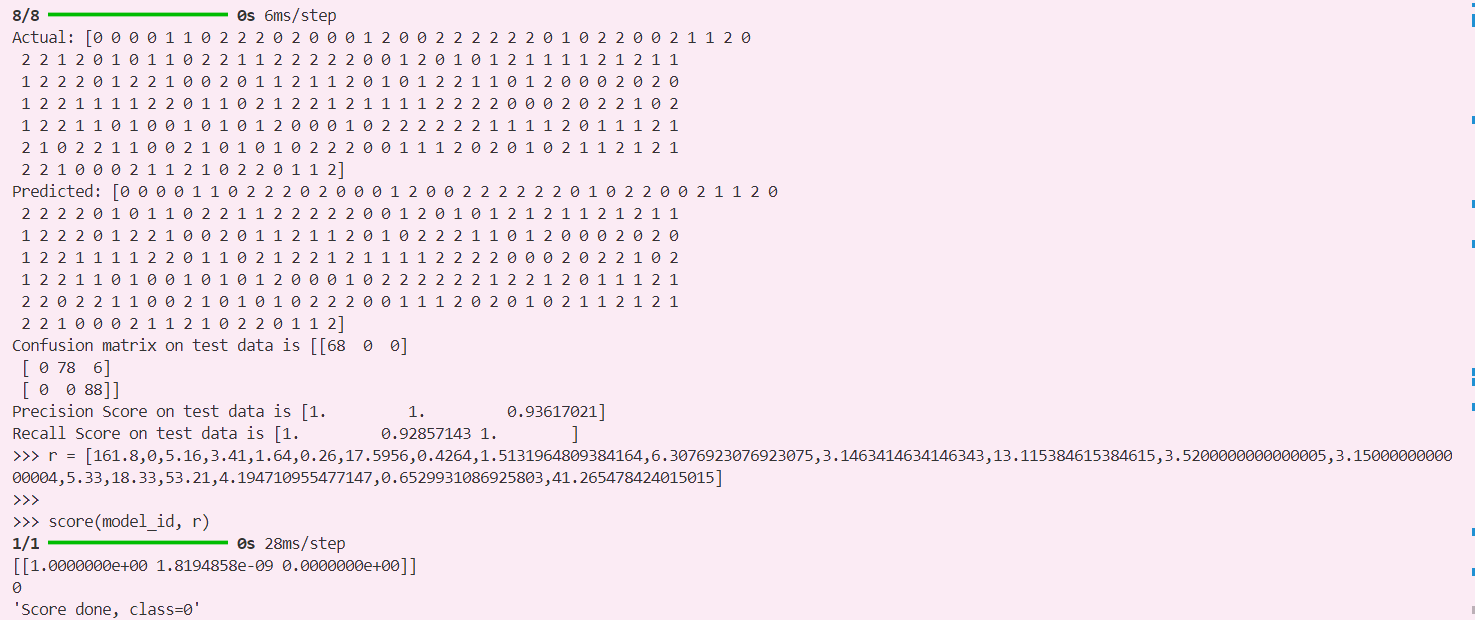 8/8 0s 6ms/step
Actual: [0 0 0 0 1 1 0 2 2 2 0 2 0 0 0 1 2 0 0 2 2 2 2 2 2 0 1 0 2 2 0 0 2 1 1 2 0
2 2 1 2 0 1 0 1 1 0 2 2 1 1 2 2 2 2 2 0 0 1 2 0 1 0 1 2 1 1 1 1 2 1 2 1 1
1 2 2 2 0 1 2 2 1 0 0 2 0 1 1 2 1 1 2 0 1 0 1 2 2 1 1 0 1 2 0 0 0 2 0 2 0
1 2 2 1 1 1 1 2 2 0 1 1 0 2 1 2 2 1 2 1 1 1 1 2 2 2 2 0 0 0 2 0 2 2 1 0 2
1 2 2 1 1 0 1 0 0 1 0 1 0 1 2 0 0 0 1 0 2 2 2 2 2 2 1 1 1 1 2 0 1 1 1 2 1
2 1 0 2 2 1 1 0 0 2 1 0 1 0 1 0 2 2 2 0 0 1 1 1 2 0 2 0 1 0 2 1 1 2 1 2 1
2 2 1 0 0 0 2 1 1 2 1 0 2 2 0 1 1 2]
Predicted: [0 0 0 0 1 1 0 2 2 2 0 2 0 0 0 1 2 0 0 2 2 2 2 2 2 0 1 0 2 2 0 0 2 1 1 2 0
2 2 2 2 0 1 0 1 1 0 2 2 1 1 2 2 2 2 2 0 0 1 2 0 1 0 1 2 1 2 1 1 2 1 2 1 1
1 2 2 2 0 1 2 2 1 0 0 2 0 1 1 2 1 1 2 0 1 0 2 2 2 1 1 0 1 2 0 0 0 2 0 2 0
1 2 2 1 1 1 1 2 2 0 1 1 0 2 1 2 2 1 2 1 1 1 1 2 2 2 2 0 0 0 2 0 2 2 1 0 2
1 2 2 1 1 0 1 0 0 1 0 1 0 1 2 0 0 0 1 0 2 2 2 2 2 2 1 2 2 1 2 0 1 1 1 2 1
2 2 0 2 2 1 1 0 0 2 1 0 1 0 1 0 2 2 2 0 0 1 1 1 2 0 2 0 1 0 2 1 1 2 1 2 1
2 2 1 0 0 0 2 1 1 2 1 0 2 2 0 1 1 2]
Confusion matrix on test data is [[68 0 0]
[ 0 78 6]
[ 0 0 88]]
Precision Score on test data is [1. 1. 0.93617021]
Recall Score on test data is [1. 0.92857143 1. ]
>>> r = [161.8,0,5.16,3.41,1.64,0.26,17.5956,0.4264,1.5131964809384164,6.3076923076923075,3.1463414634146343,13.115384615384615,3.5200000000000005,3.15000000000
00004,5.33,18.33,53.21,4.194710955477147,0.6529931086925803,41.265478424015015]
>>>
>>> score(model_id, r)
1/1 0s 28ms/step
[[1.0000000e+00 1.8194858e-09 0.0000000e+00]]
0
'Score done, class=0'